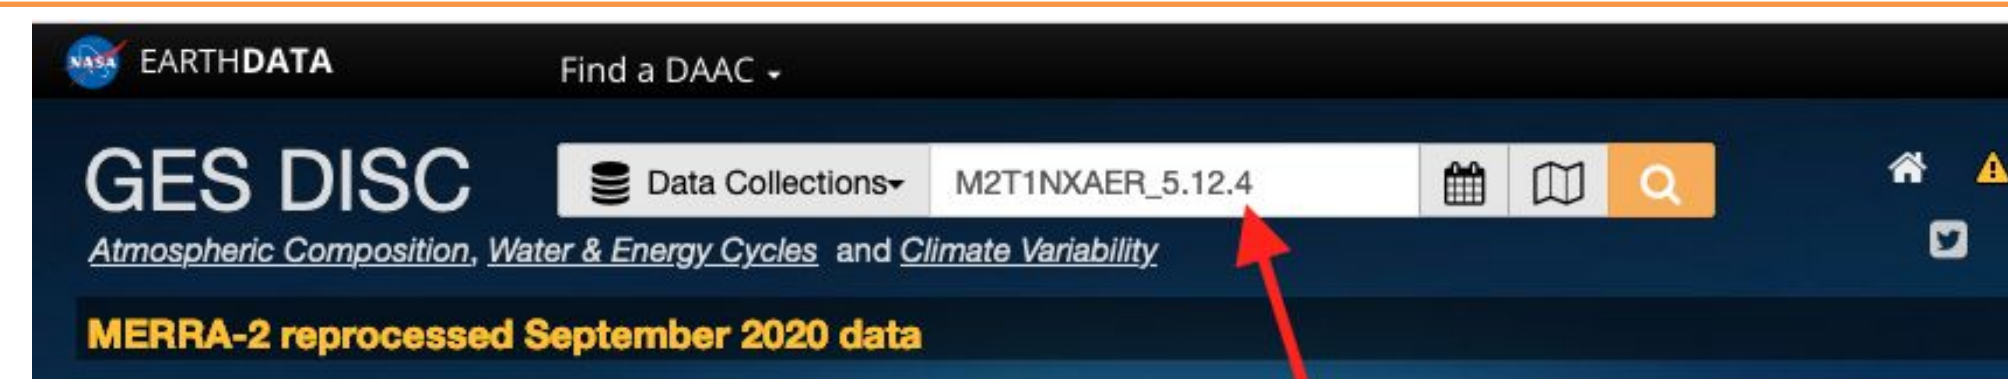 NASA EARTHDATA Find a DAAC
GES DISC Data Collections M2T1NXAER_5.12.4
Atmospheric Composition, Water & Energy Cycles and Climate Variability
MERRA-2 reprocessed September 2020 data